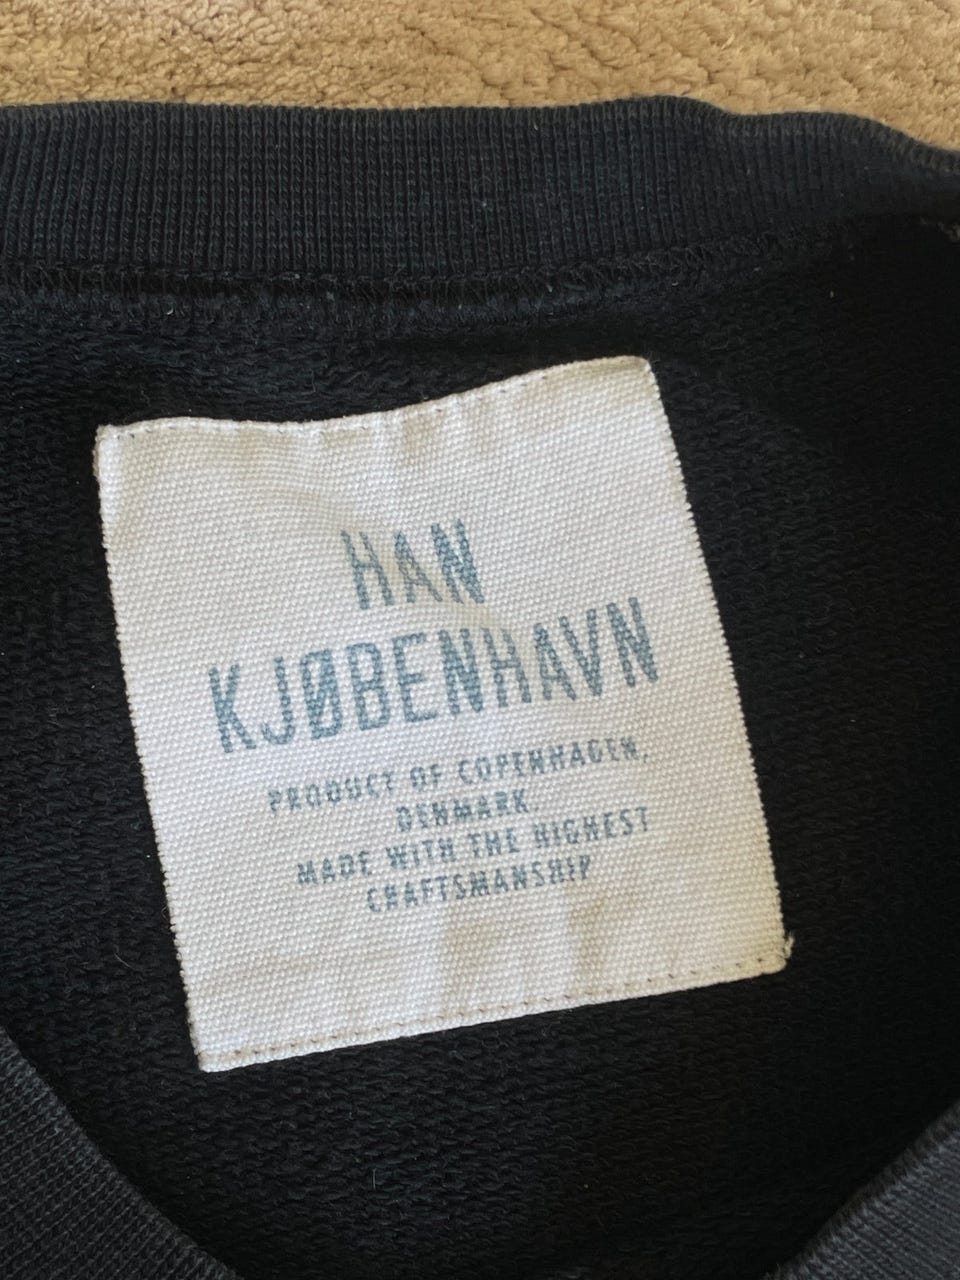 HAN
KJØBENHAVN
PRODUCT OF COPENHAGEN,
DENMARK.
MADE WITH THE HIGHEST
CRAFTSMANSHIP